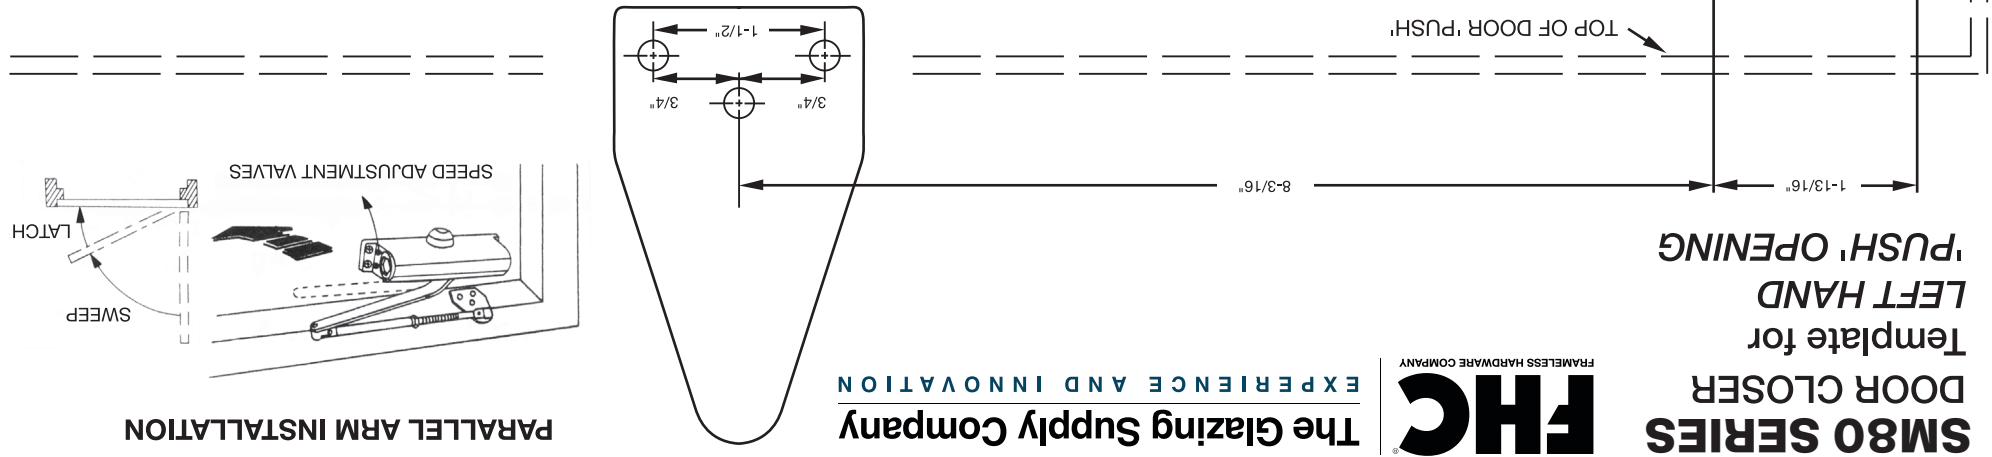 SM80 SERIES
DOOR CLOSER
Template for
LEFT HAND
'PUSH' OPENING
FHC®
FRAMELESS HARDWARE COMPANY
The Glazing Supply Company
EXPERIENCE AND INNOVATION
PARALLEL ARM INSTALLATION
SWEEP
LATCH
SPEED ADJUSTMENT VALVES
1-13/16"
8-3/16"
3/4"
3/4"
1-1/2"
TOP OF DOOR 'PUSH'